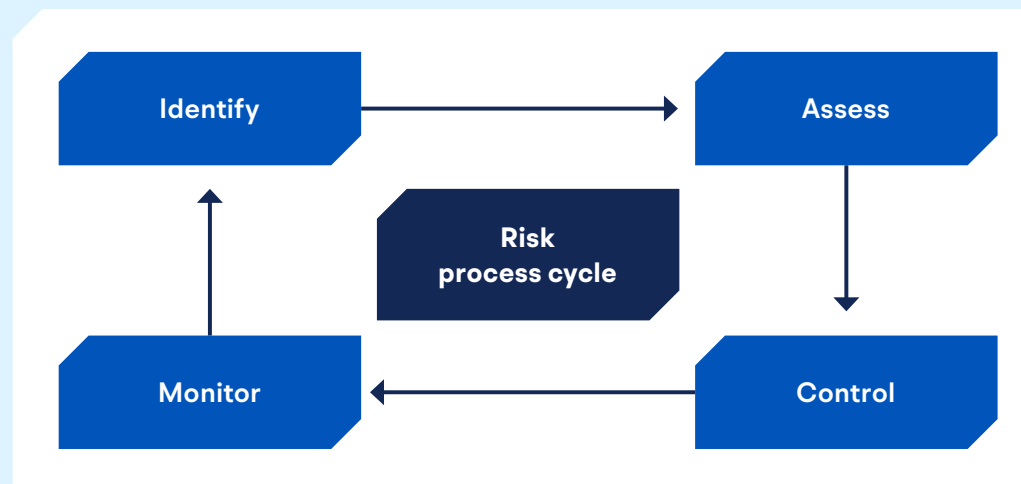 Identify
Assess
Risk
process cycle
Monitor
Control